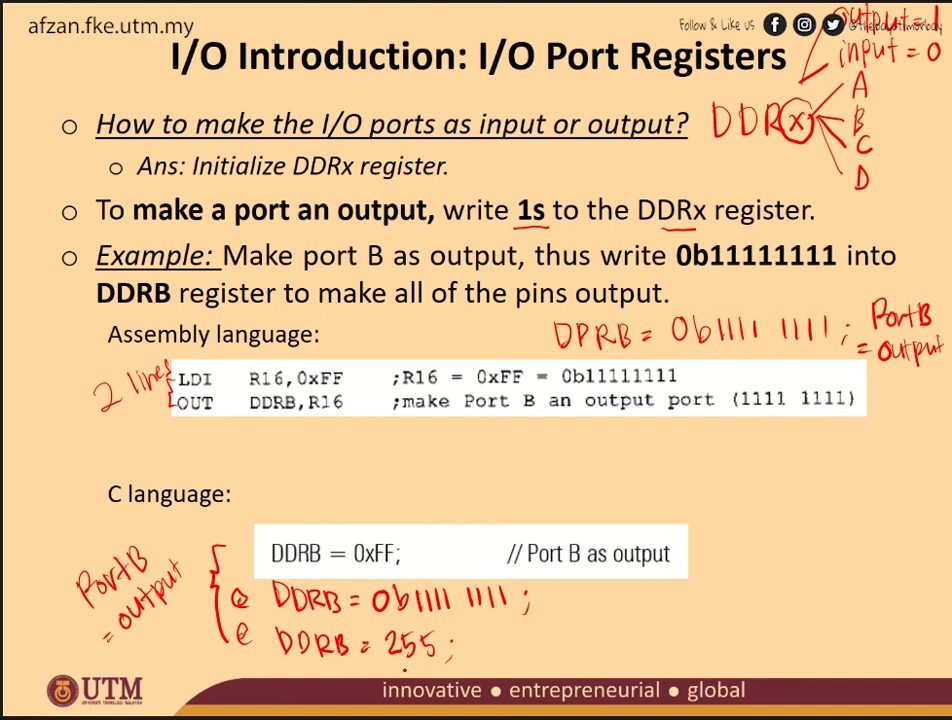 afzan.fke.utm.my
Follow & Like us
output = 1
I/O Introduction: I/O Port Registers
input = 0
How to make the I/O ports as input or output?
DDRx
A
B
C
D
Ans: Initialize DDRx register.
To make a port an output, write 1s to the DDRx register.
Example: Make port B as output, thus write 0b11111111 into
DDRB register to make all of the pins output.
Assembly language:
DPRB = 0b1111 1111 ; PortB
= output
2 line
LDI R16,0xFF ;R16 = 0xFF = 0b11111111
OUT DDRB,R16 ;make Port B an output port (1111 1111)
C language:
DDRB = 0xFF; // Port B as output
PortB
= output
@ DDRB = 0b1111 1111 ;
@ DDRB = 255 ;
UTM
UNIVERSITI TEKNOLOGI MALAYSIA
innovative ● entrepreneurial ● global